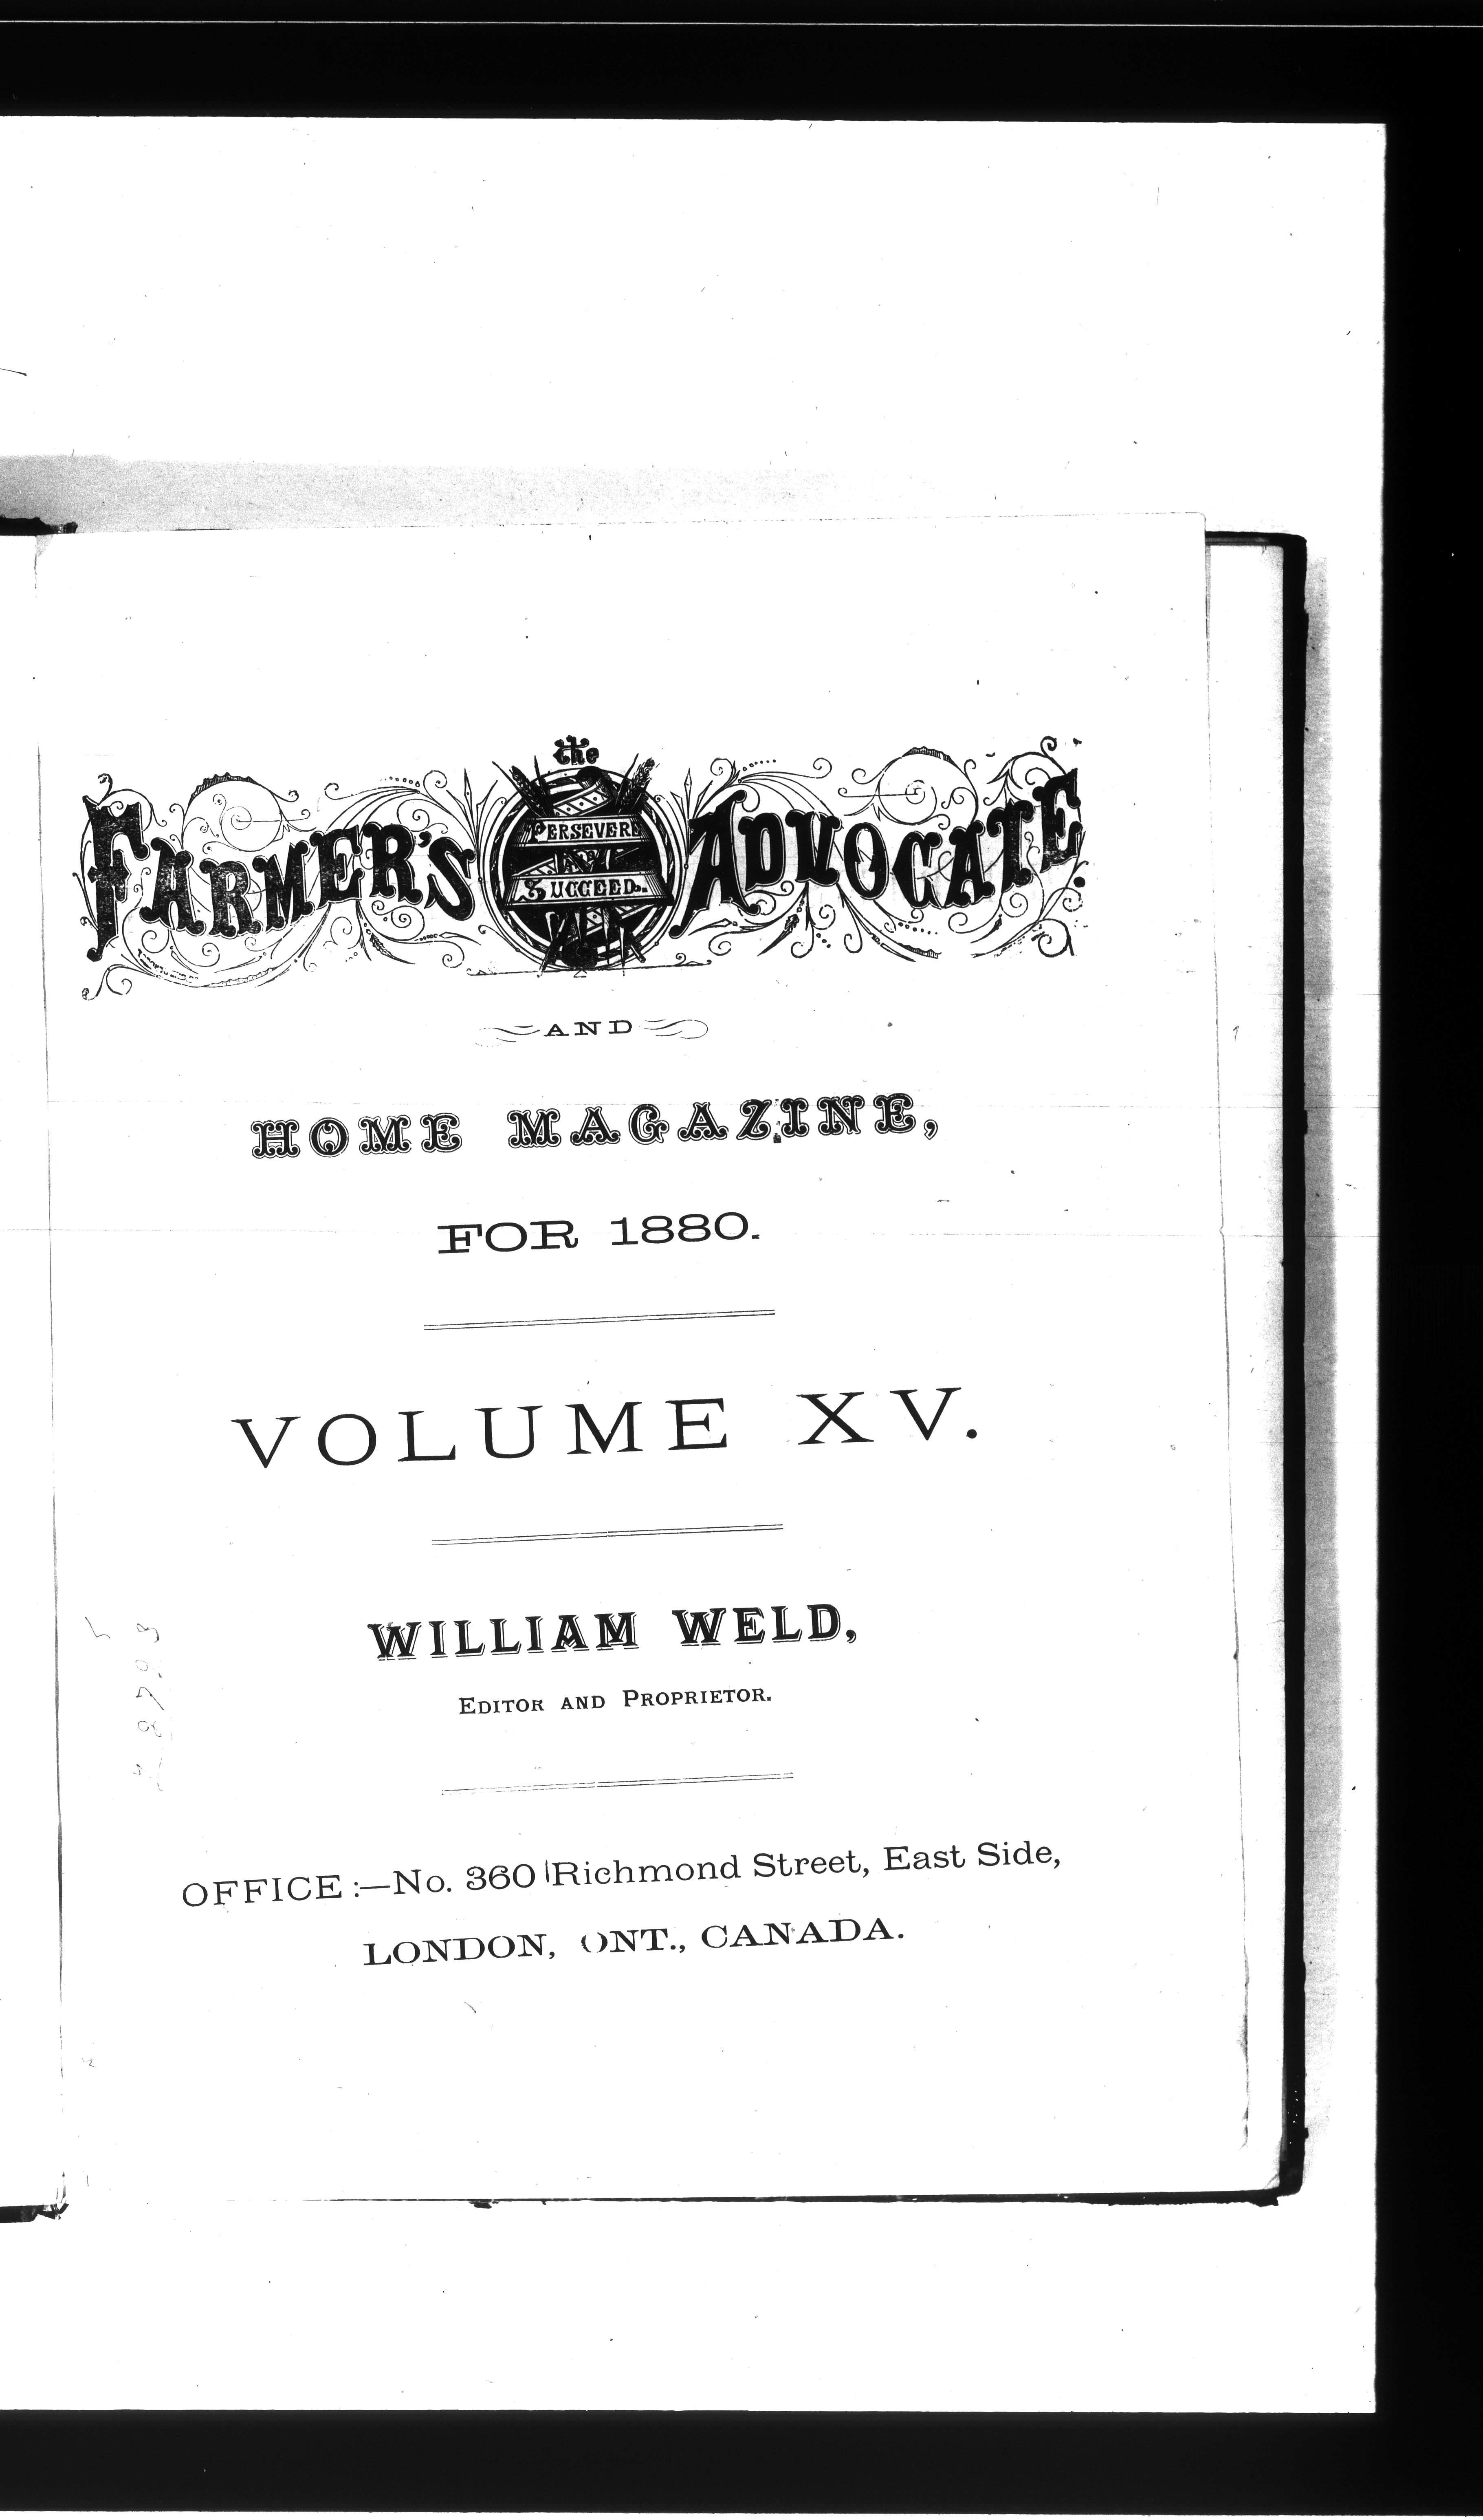 the
FARMER'S ADVOCATE
PERSEVERE
AND
SUCCEED.
AND
HOME MAGAZINE,
FOR 1880.
VOLUME XV.
WILLIAM WELD,
EDITOR AND PROPRIETOR.
OFFICE:—No. 360 Richmond Street, East Side,
LONDON, ONT., CANADA.